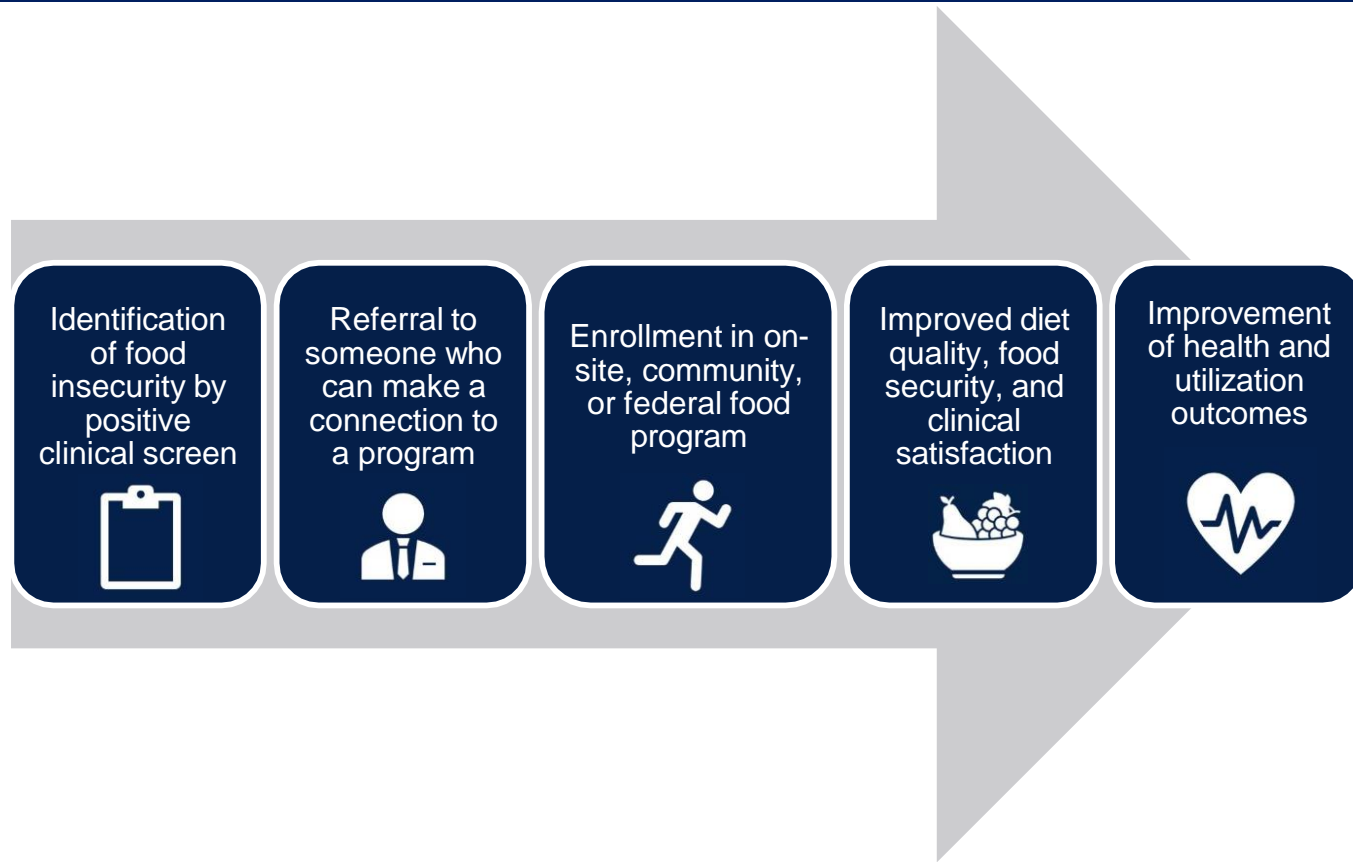 Identification
of food
insecurity by
positive
clinical screen
Referral to
someone who
can make a
connection to
a program
Enrollment in on-
site, community,
or federal food
program
Improved diet
quality, food
security, and
clinical
satisfaction
Improvement
of health and
utilization
outcomes